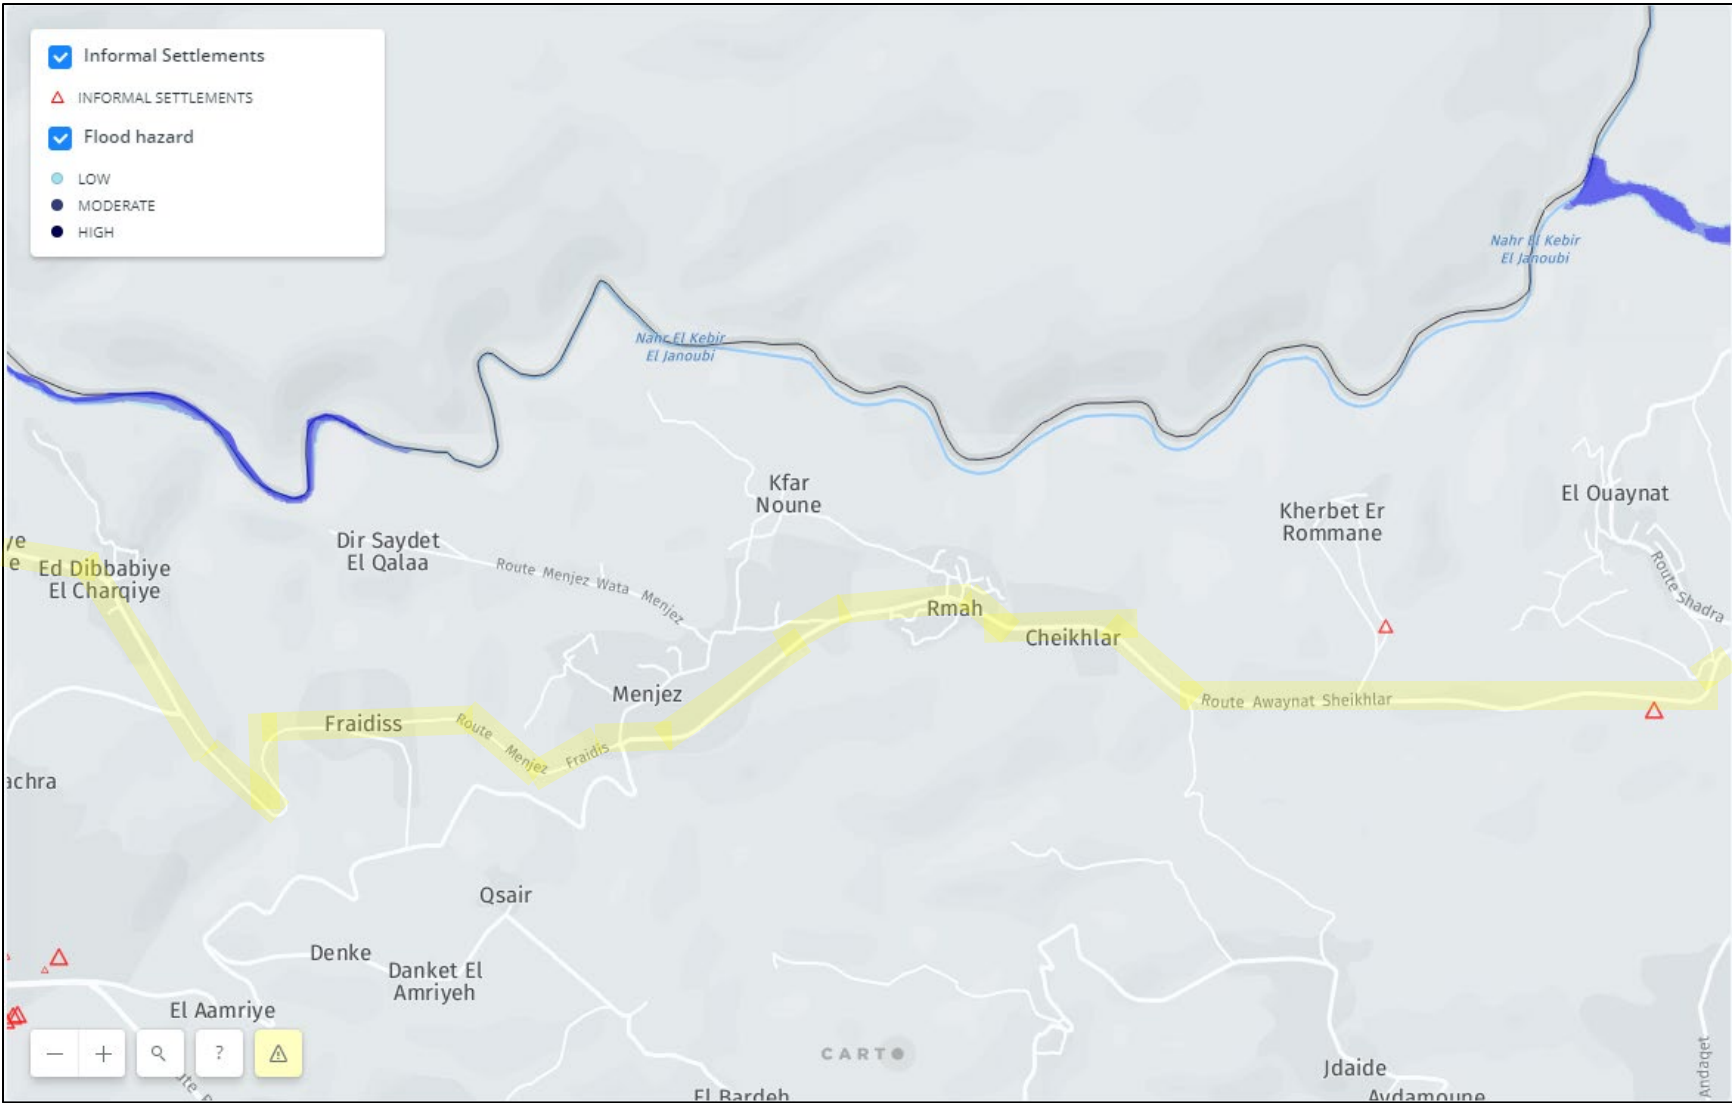 Informal Settlements
INFORMAL SETTLEMENTS
Flood hazard
LOW
MODERATE
HIGH
Nahr El Kebir
El Janoubi
Nahr El Kebir
El Janoubi
Kfar
Noune
Kherbet Er
Rommane
El Ouaynat
Dir Saydet
El Qalaa
Route Menjez Wata Menjez
ye
e
Ed Dibbabiye
El Charqiye
Route Shadra
Rmah
Cheikhlar
Menjez
Route Awaynat Sheikhlar
Fraidiss
Route Menjez Fraidis
achra
Qsair
Denke
Danket El
Amriyeh
El Aamriye
?
CARTO
Jdaide
Andaqet
El Bardeh
Aydamoune